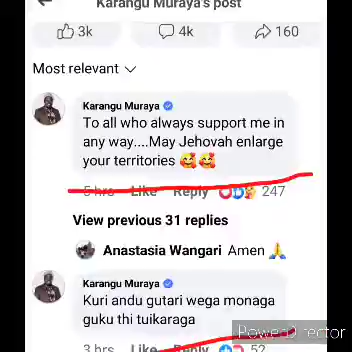 Karangu Muraya's post
3k
4k
160
Most relevant
Karangu Muraya
To all who always support me in
any way....May Jehovah enlarge
your territories 🥰🥰
5 hrs Like Reply 247
View previous 31 replies
Anastasia Wangari Amen 🙏
Karangu Muraya
Kuri andu gutari wega monaga
guku thi tuikaraga
PowerDirector
3 hrs Like Reply 52